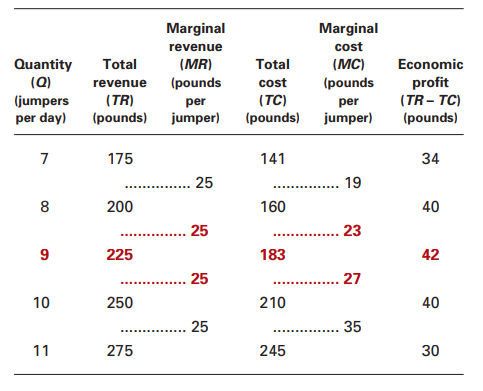 Marginal Marginal
revenue cost
Quantity Total (MR) Total (MC) Economic
(Q) revenue (pounds cost (pounds profit
(jumpers (TR) per (TC) per (TR – TC)
per day) (pounds) jumper) (pounds) jumper) (pounds)
7 175 141 34
............... 25 ............... 19
8 200 160 40
............... 25 ............... 23
9 225 183 42
............... 25 ............... 27
10 250 210 40
............... 25 ............... 35
11 275 245 30